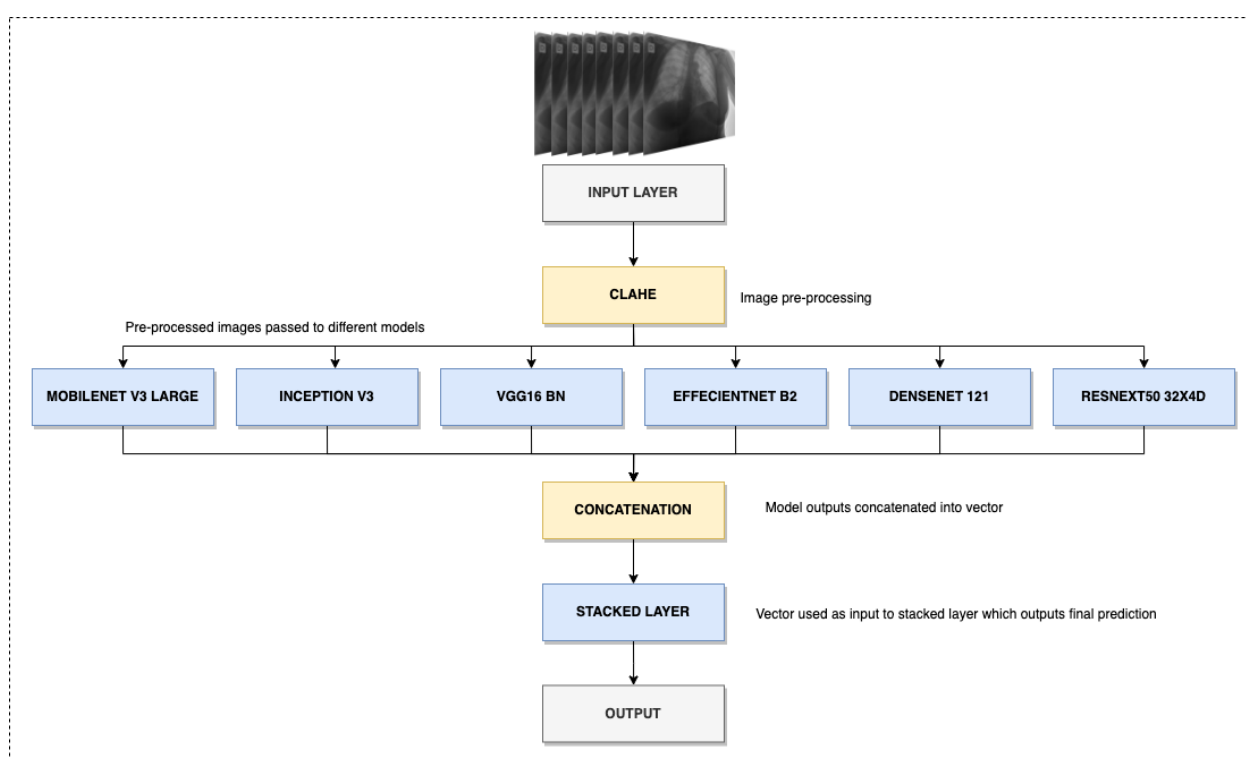 INPUT LAYER
CLAHE
Image pre-processing
Pre-processed images passed to different models
MOBILENET V3 LARGE
INCEPTION V3
VGG16 BN
EFFECIENTNET B2
DENSENET 121
RESNEXT50 32X4D
CONCATENATION
Model outputs concatenated into vector
STACKED LAYER
Vector used as input to stacked layer which outputs final prediction
OUTPUT